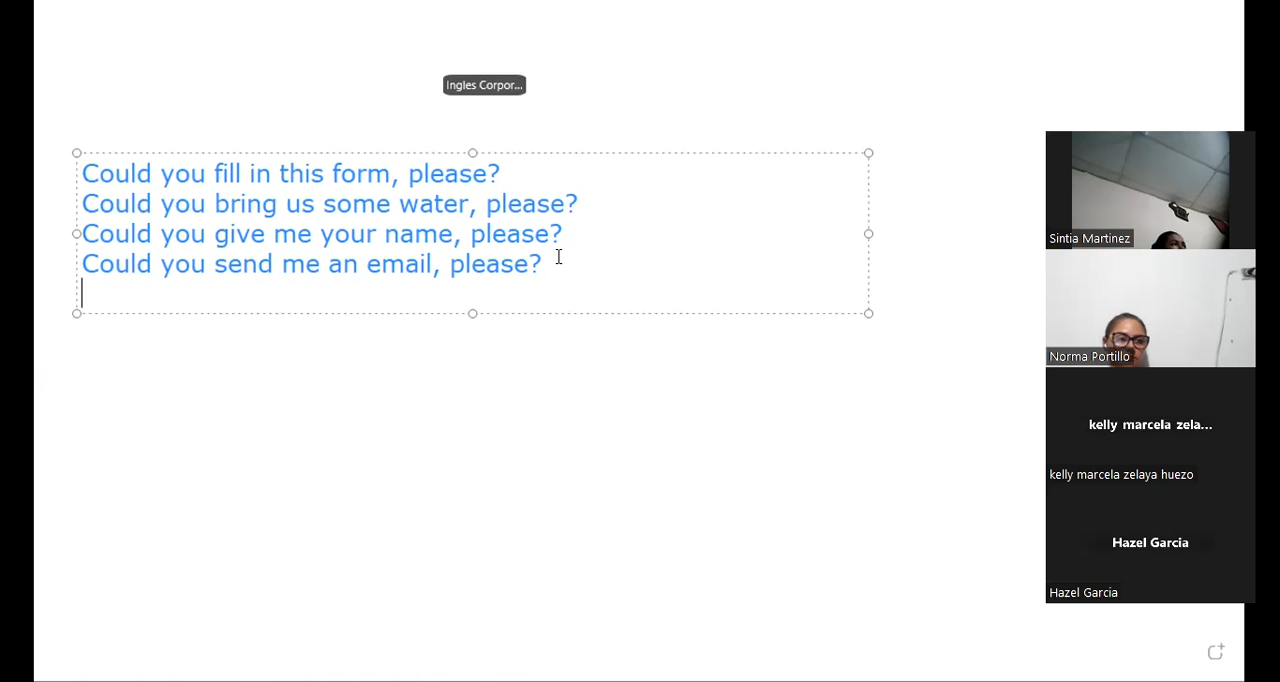 Ingles Corpor...
Could you fill in this form, please?
Could you bring us some water, please?
Could you give me your name, please?
Could you send me an email, please?
Sintia Martinez
Norma Portillo
kelly marcela zela...
kelly marcela zelaya huezo
Hazel Garcia
Hazel Garcia